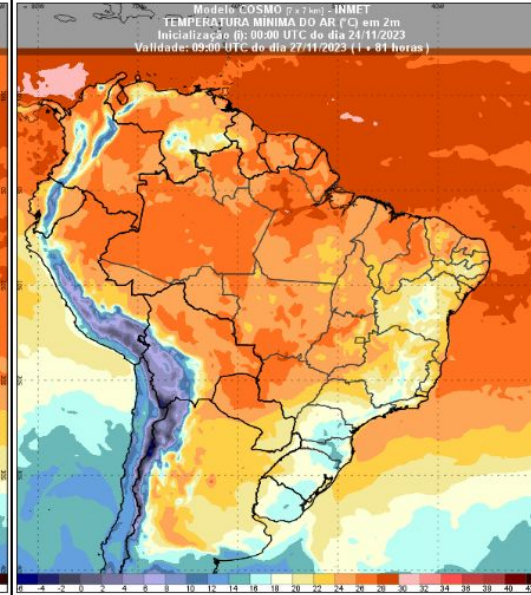 Modelo COSMO [7 x 7 km] - INMET
TEMPERATURA MÍNIMA DO AR (°C) em 2m
Inicialização (i): 00:00 UTC do dia 24/11/2023
Validade: 09:00 UTC do dia 27/11/2023 ( i + 81 horas )
-6 -4 -2 0 2 4 6 8 10 12 14 16 18 20 22 24 26 28 30 32 34 36 38 40